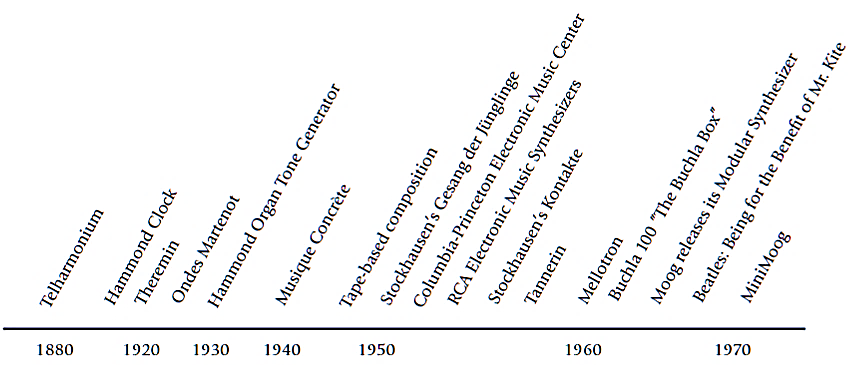 Telharmonium
Hammond Clock
Theremin
Ondes Martenot
Hammond Organ Tone Generator
Musique Concrète
Tape-based composition
Stockhausen's Gesang der Jünglinge
Columbia-Princeton Electronic Music Center
RCA Electronic Music Synthesizers
Stockhausen's Kontakte
Tannerin
Mellotron
Buchla 100 "The Buchla Box"
Moog releases its Modular Synthesizer
Beatles: Being for the Benefit of Mr. Kite
MiniMoog
1880 1920 1930 1940 1950 1960 1970